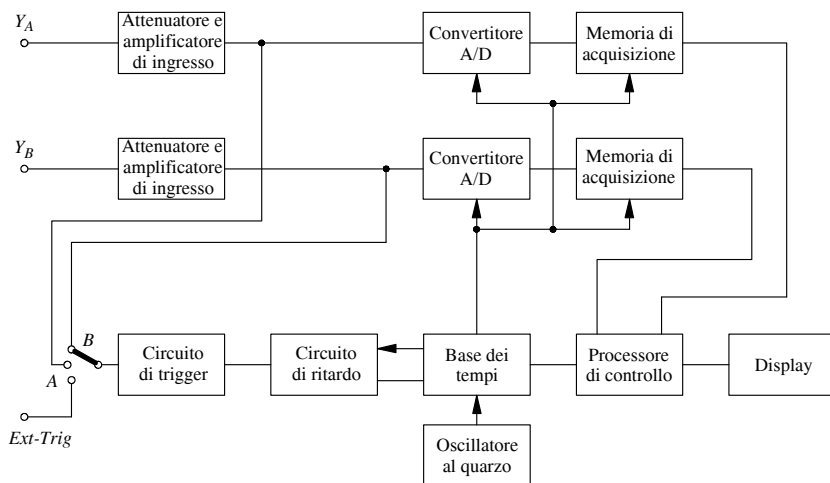 Y_A
Attenuatore e
amplificatore
di ingresso
Convertitore
A/D
Memoria di
acquisizione
Y_B
Attenuatore e
amplificatore
di ingresso
Convertitore
A/D
Memoria di
acquisizione
B
A
Ext-Trig
Circuito
di trigger
Circuito
di ritardo
Base dei
tempi
Processore
di controllo
Display
Oscillatore
al quarzo